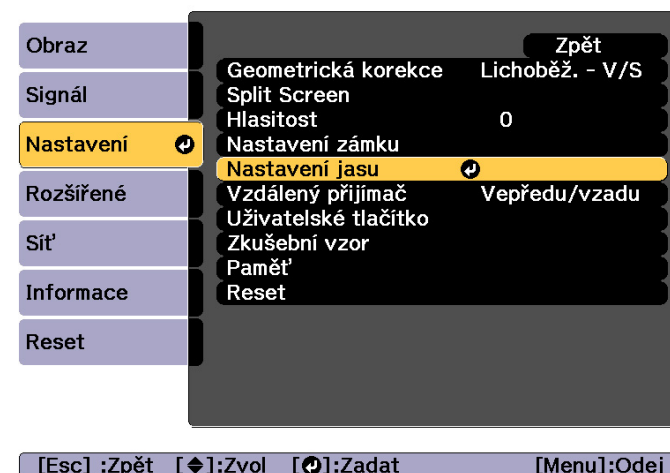 Obraz
Signál
Nastavení
Rozšířené
Síť
Informace
Reset
Zpět
Geometrická korekce Lichoběž. - V/S
Split Screen
Hlasitost 0
Nastavení zámku
Nastavení jasu
Vzdálený přijímač Vepředu/vzadu
Uživatelské tlačítko
Zkušební vzor
Paměť
Reset
[Esc] :Zpět [◆]:Zvol [↵]:Zadat [Menu]:Odej